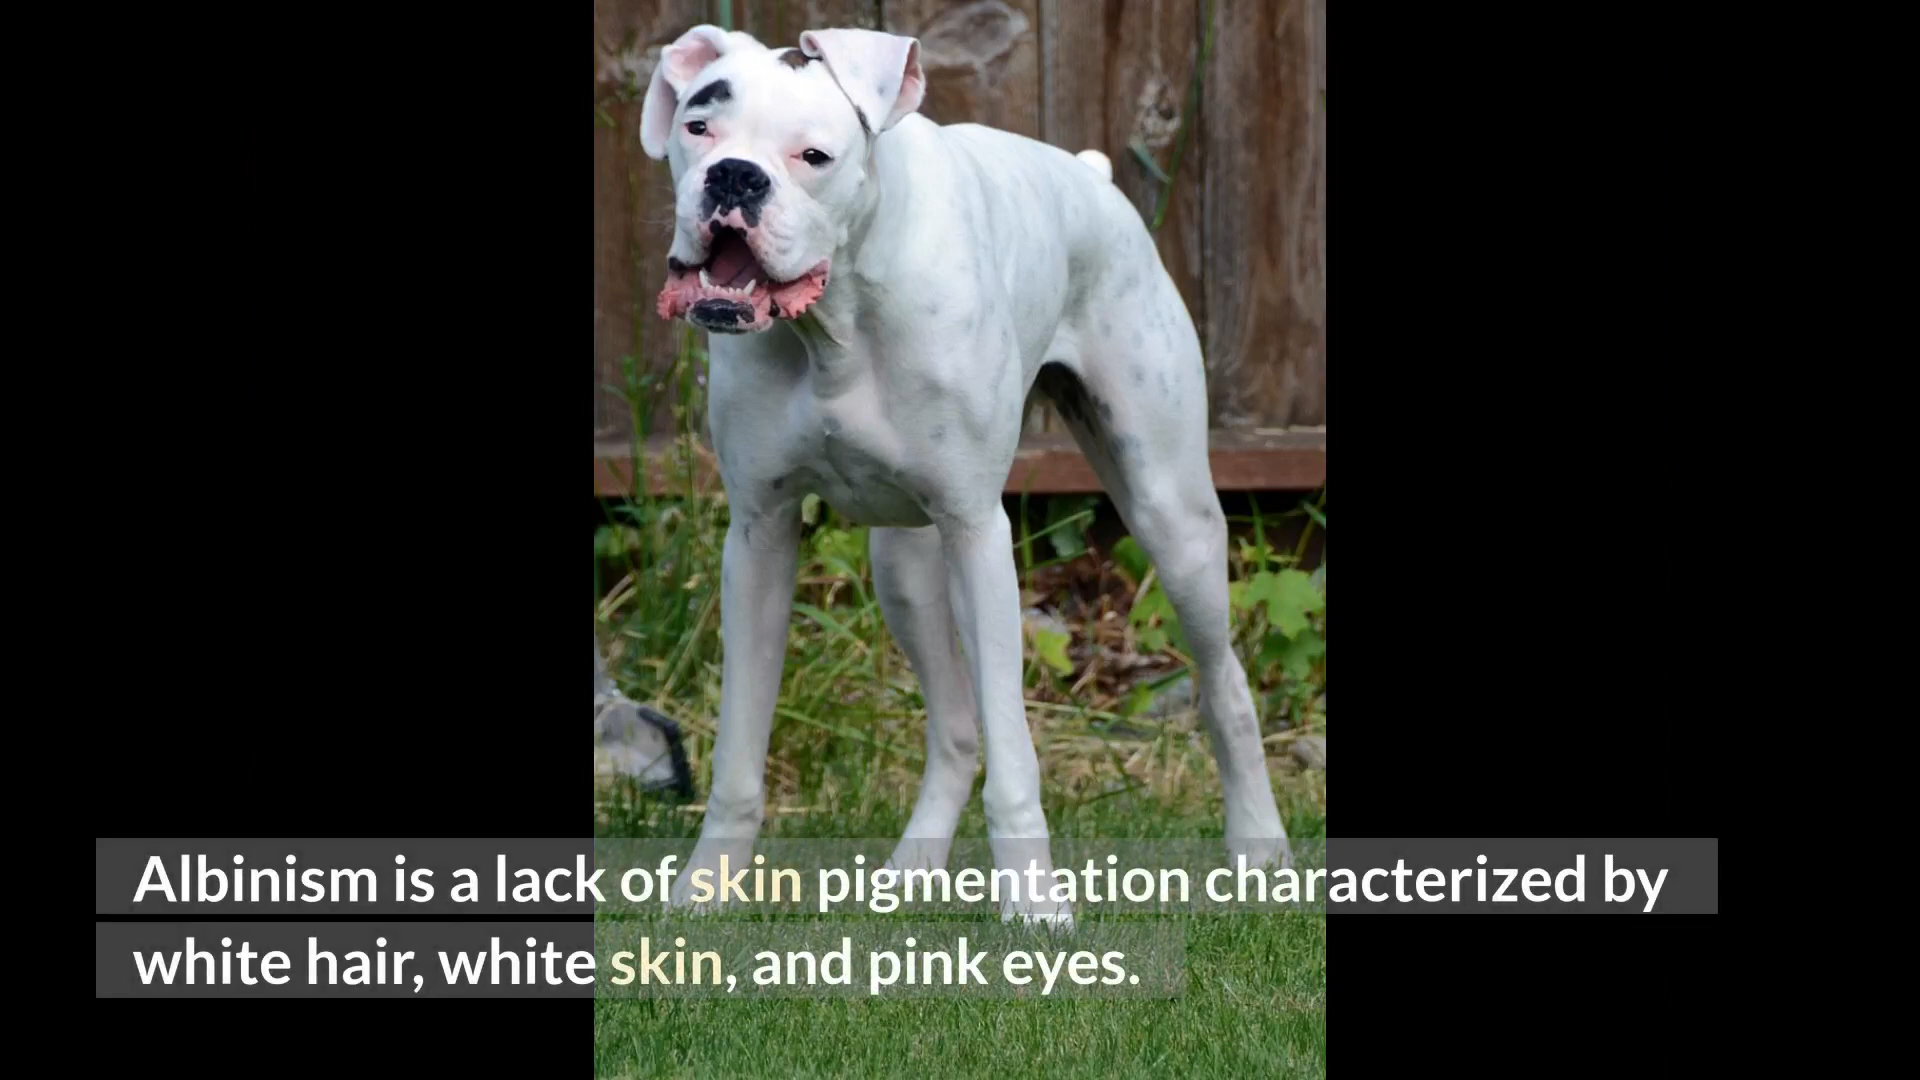 Albinism is a lack of skin pigmentation characterized by
white hair, white skin, and pink eyes.